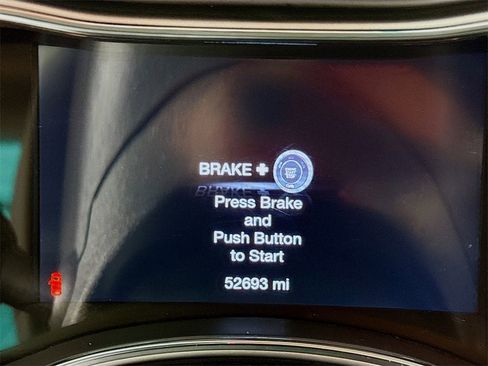 BRAKE +
Press Brake
and
Push Button
to Start
52693 mi